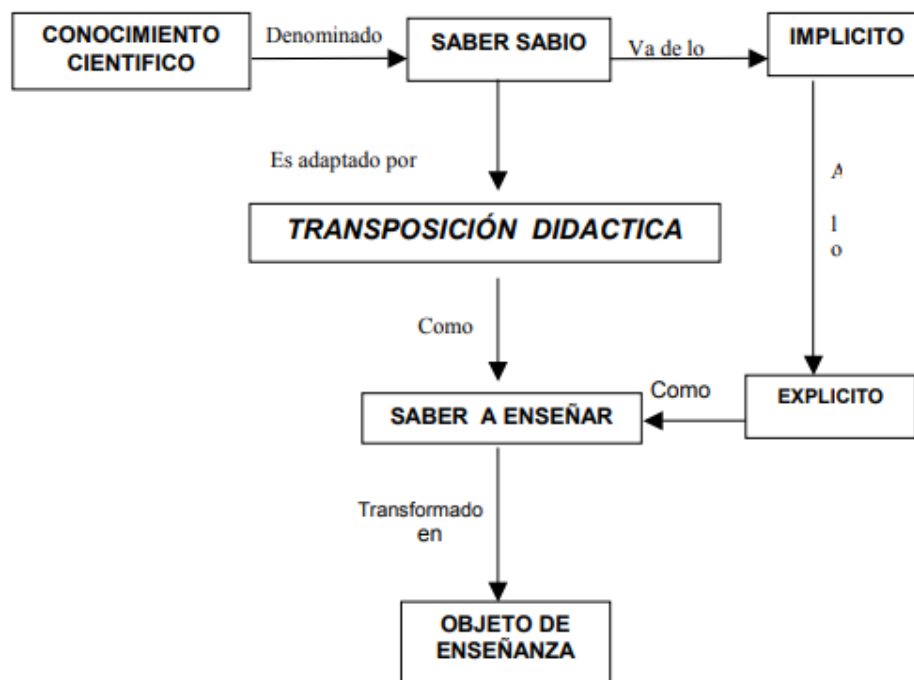 CONOCIMIENTO
CIENTIFICO
Denominado
SABER SABIO
Va de lo
IMPLICITO
Es adaptado por
A
l
o
TRANSPOSICIÓN DIDACTICA
Como
SABER A ENSEÑAR
Como
EXPLICITO
Transformado
en
OBJETO DE
ENSEÑANZA